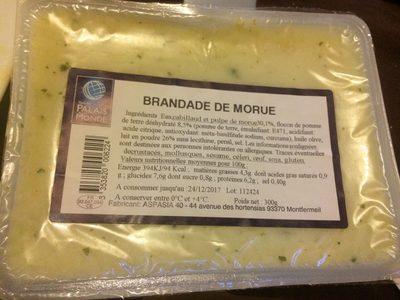 PALAIS
MONDE
BRANDADE DE MORUE
Ingrédients Eau,cabillaud et pulpe de morue30,1%, flocon de pomme
de terre déshydraté 8,5% (pomme de terre, émulsifiant: E471, acidifiant:
acide citrique, antioxydant: meta-bisulfitede sodium, curcuma), huile olive,
lait en poudre 26% sans lecithine, persil, sel. Les informations soulignées
sont destinées aux personnes intolérantes ou allergiques. Traces éventuelles
de crustacés, mollusques, sésame, céleri, œuf, soya, gluten,
Valeurs nutritionnelles moyennes pour 100g:
Energie 394KJ/94 Kcal; matières grasses 4,3g dont acides gras saturés 0,9
g ; glucides 7,6g dont sucre 0,8g ; protéines 6,2g ; sel 0,40g
A consommer jusqu'au 24/12/2017 Lot: 112424
A conserver entre 0°C et +4°C. Poids net: 300g
Fabricant: ASPASIA 40 - 44 avenue des hortensias 93370 Montfermeil